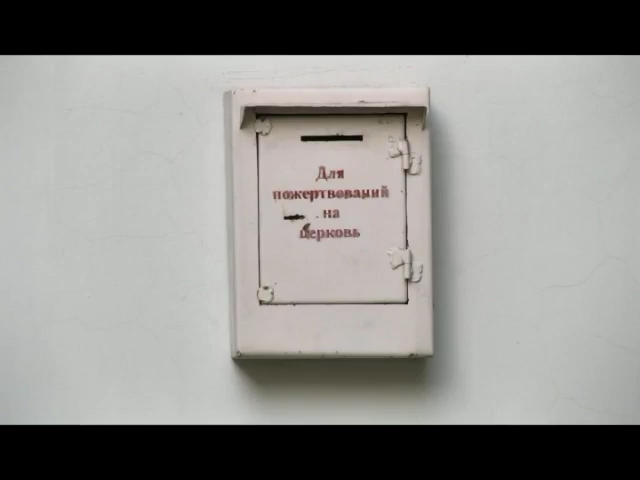 Для
пожертвований
на
церковь